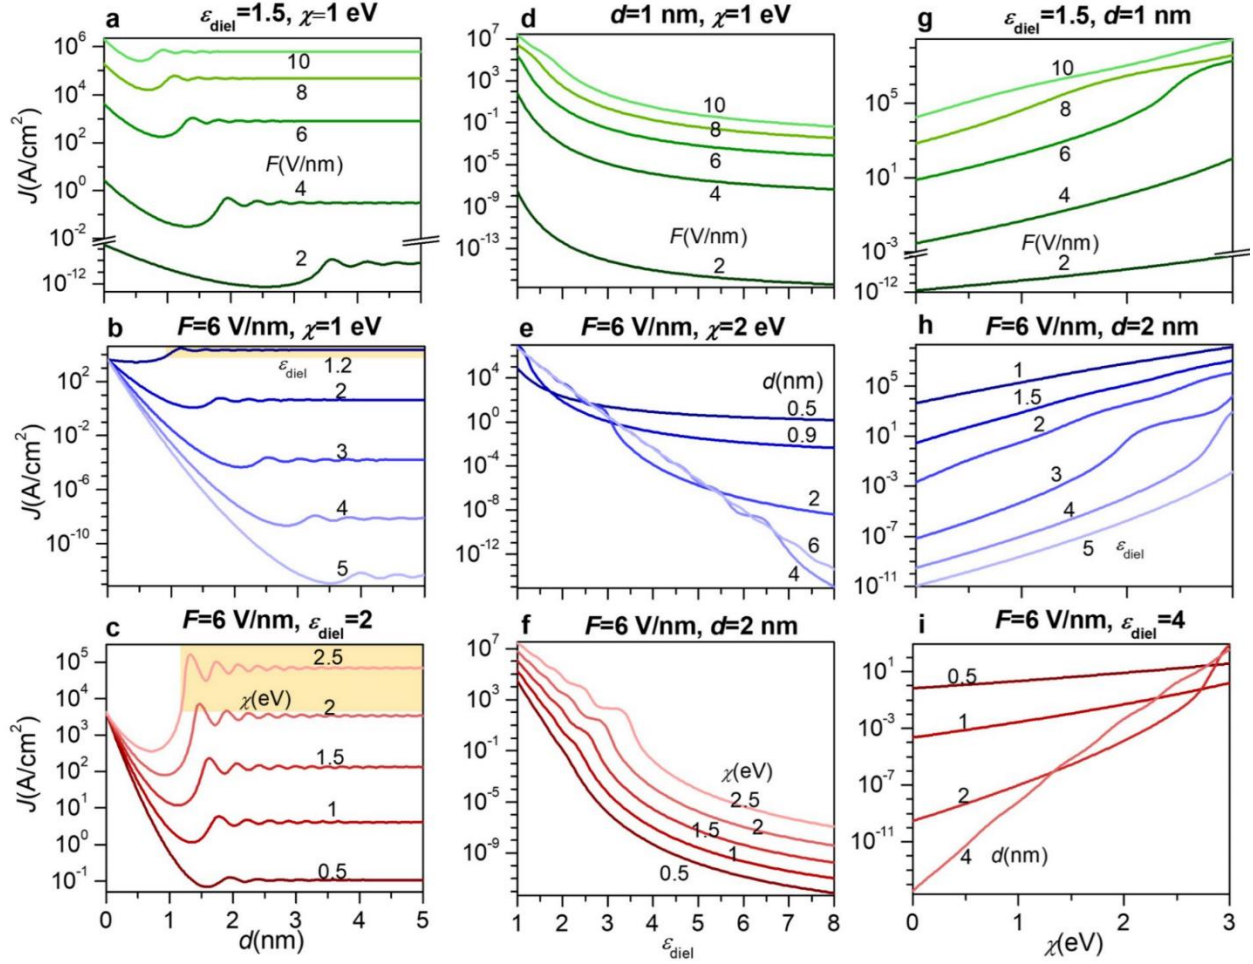 a
ε_diel=1.5, χ=1 eV
J(A/cm²)
10⁶
10⁴
10²
10⁰
10⁻²
10⁻¹²
10
8
6
F(V/nm)
4
2
d
d=1 nm, χ=1 eV
10⁷
10³
10⁻¹
10⁻⁵
10⁻⁹
10⁻¹³
10
8
6
4
F(V/nm)
2
g
ε_diel=1.5, d=1 nm
10⁵
10¹
10⁻³
10⁻¹²
10
8
6
4
F(V/nm)
2
b
F=6 V/nm, χ=1 eV
J(A/cm²)
10²
10⁻²
10⁻⁶
10⁻¹⁰
ε_diel 1.2
2
3
4
5
e
F=6 V/nm, χ=2 eV
10⁴
10⁰
10⁻⁴
10⁻⁸
10⁻¹²
d(nm)
0.5
0.9
2
6
4
h
F=6 V/nm, d=2 nm
10⁵
10¹
10⁻³
10⁻⁷
10⁻¹¹
1
1.5
2
3
4
5 ε_diel
c
F=6 V/nm, ε_diel=2
J(A/cm²)
10⁵
10⁴
10³
10²
10¹
10⁰
10⁻¹
2.5
χ(eV)
2
1.5
1
0.5
0 1 2 3 4 5
d(nm)
f
F=6 V/nm, d=2 nm
10⁷
10³
10⁻¹
10⁻⁵
10⁻⁹
χ(eV)
2.5
2
1.5
1
0.5
1 2 3 4 5 6 7 8
ε_diel
i
F=6 V/nm, ε_diel=4
10¹
10⁻³
10⁻⁷
10⁻¹¹
0.5
1
2
4 d(nm)
0 1 2 3
χ(eV)